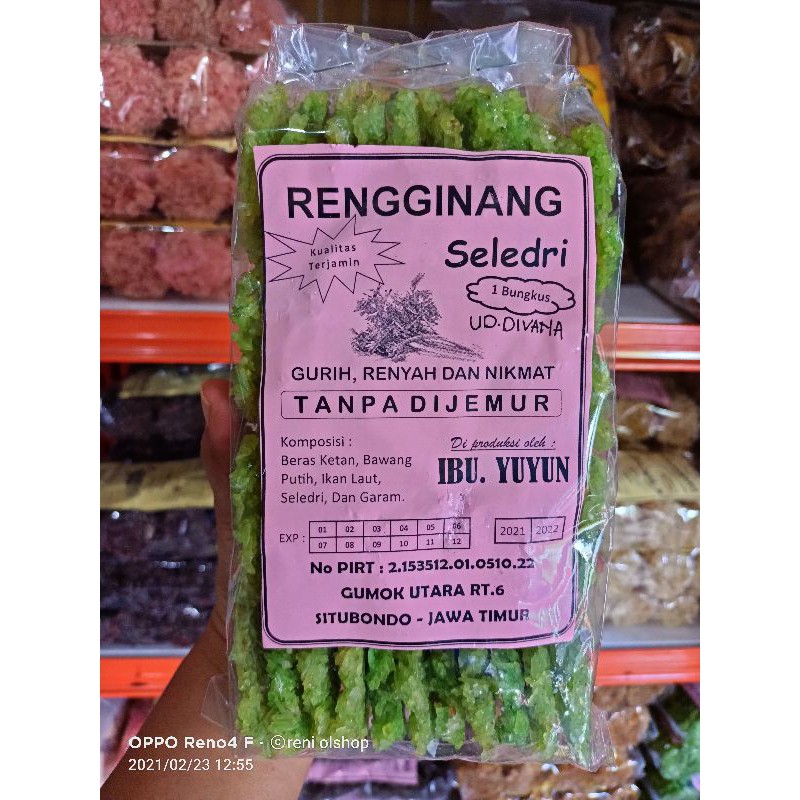 RENGGINANG
Kualitas
Terjamin
Seledri
1 Bungkus
UD.DIVANA
GURIH, RENYAH DAN NIKMAT
TANPA DIJEMUR
Komposisi :
Beras Ketan, Bawang
Putih, Ikan Laut,
Seledri, Dan Garam.
Di produksi oleh :
IBU. YUYUN
EXP : 01 02 03 04 05 06
07 08 09 10 11 12
2021 2022
No PIRT : 2.153512.01.0510.22
GUMOK UTARA RT.6
SITUBONDO - JAWA TIMUR
OPPO Reno4 F - ©reni olshop
2021/02/23 12:55